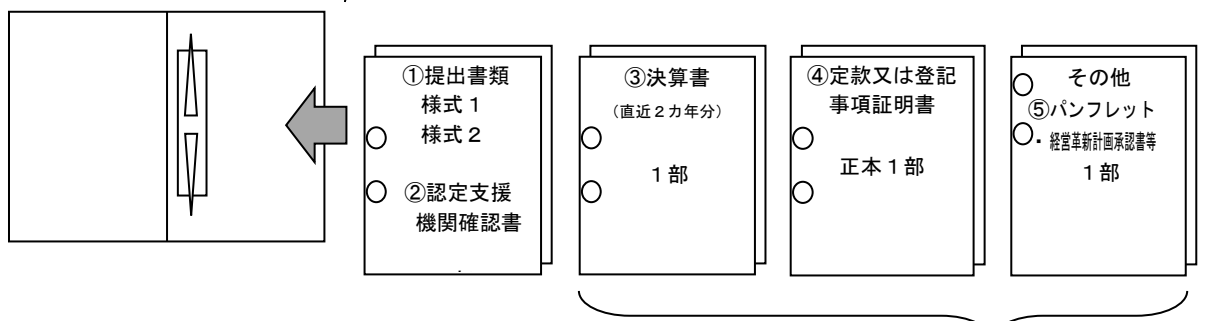 ①提出書類
様式1
様式2
②認定支援
機関確認書
③決算書
（直近2カ年分）
1部
④定款又は登記
事項証明書
正本1部
その他
⑤パンフレット
・経営革新計画承認書等
1部